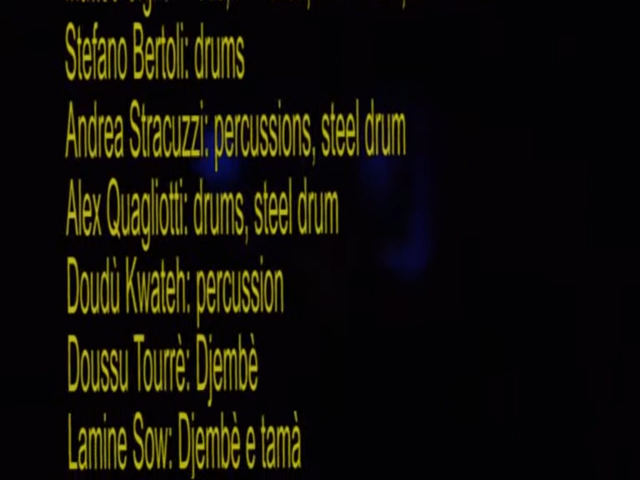 Stefano Bertoli: drums
Andrea Stracuzzi: percussions, steel drum
Alex Quagliotti: drums, steel drum
Doudù Kwateh: percussion
Doussu Tourrè: Djembè
Lamine Sow: Djembè e tamà